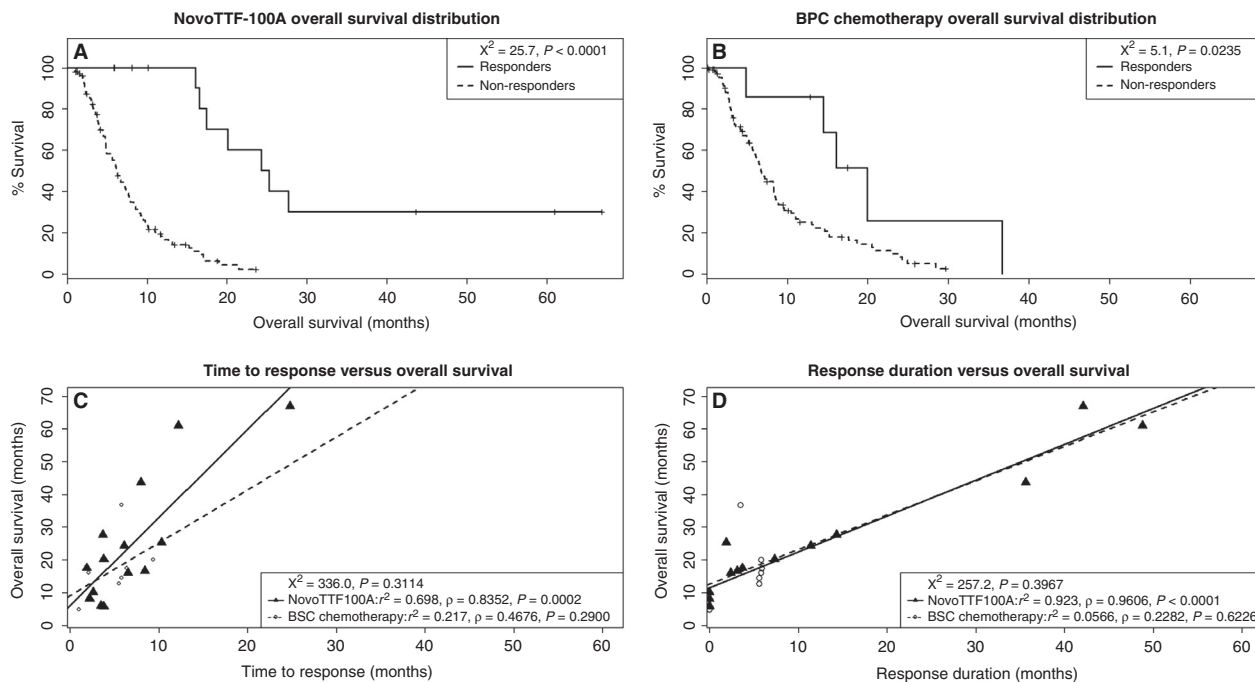 NovoTTF-100A overall survival distribution
A
X2 = 25.7, P < 0.0001
Responders
Non-responders
% Survival
100
80
60
40
20
0
0 10 20 30 40 50 60
Overall survival (months)
BPC chemotherapy overall survival distribution
B
X2 = 5.1, P = 0.0235
Responders
Non-responders
% Survival
100
80
60
40
20
0
0 10 20 30 40 50 60
Overall survival (months)
Time to response versus overall survival
C
Overall survival (months)
70
60
50
40
30
20
10
0
X2 = 336.0, P = 0.3114
NovoTTF100A:r2 = 0.698, ρ = 0.8352, P = 0.0002
BSC chemotherapy:r2 = 0.217, ρ = 0.4676, P = 0.2900
0 10 20 30 40 50 60
Time to response (months)
Response duration versus overall survival
D
Overall survival (months)
70
60
50
40
30
20
10
0
X2 = 257.2, P = 0.3967
NovoTTF100A:r2 = 0.923, ρ = 0.9606, P < 0.0001
BSC chemotherapy:r2 = 0.0566, ρ = 0.2282, P = 0.6226
0 10 20 30 40 50 60
Response duration (months)